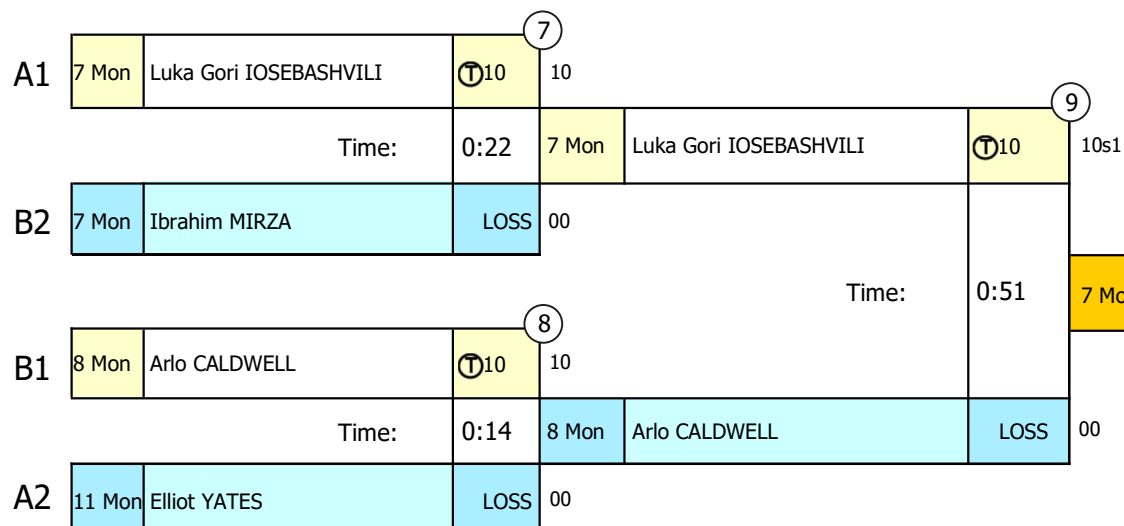 7
A1 7 Mon Luka Gori IOSEBASHVILI Ⓣ10 10
9
Time: 0:22 7 Mon Luka Gori IOSEBASHVILI Ⓣ10 10s1
B2 7 Mon Ibrahim MIRZA LOSS 00
Time: 0:51 7 Mo
8
B1 8 Mon Arlo CALDWELL Ⓣ10 10
Time: 0:14 8 Mon Arlo CALDWELL LOSS 00
A2 11 Mon Elliot YATES LOSS 00